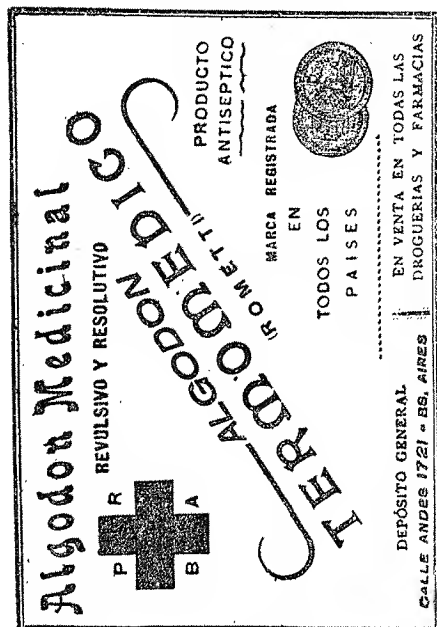 Algodon Medicinal
REVULSIVO Y RESOLUTIVO
P R
B A
ALGODON
TERMOMEDICO
(ROMETTI)
PRODUCTO
ANTISEPTICO
MARCA REGISTRADA
EN
TODOS LOS
PAISES
DEPÓSITO GENERAL
CALLE ANDES 1721 - BS. AIRES
EN VENTA EN TODAS LAS
DROGUERIAS Y FARMACIAS